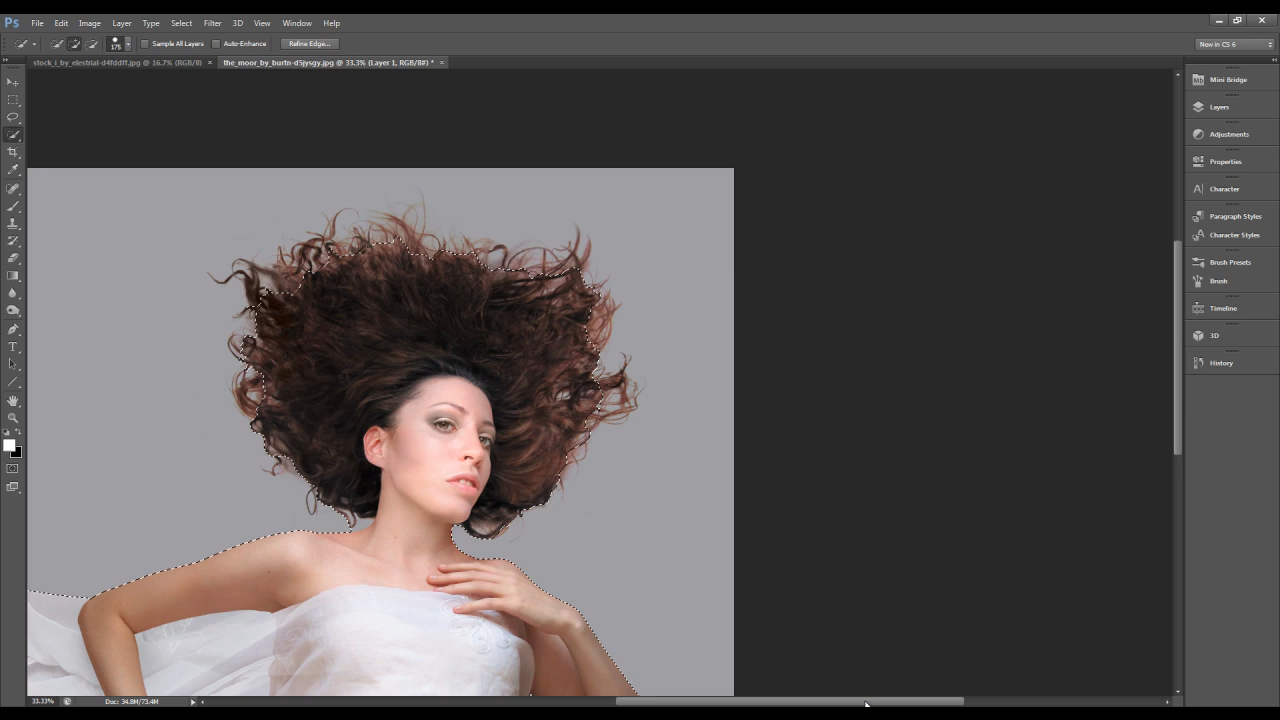 Ps File Edit Image Layer Type Select Filter 3D View Window Help
175 Sample All Layers Auto-Enhance Refine Edge... New in CS 6
stock_i_by_elestrial-d4fddff.jpg @ 16.7% (RGB/8) × the_moor_by_burtn-d5jysgy.jpg @ 33.3% (Layer 1, RGB/8#) * ×
Mb Mini Bridge
Layers
Adjustments
Properties
A| Character
Paragraph Styles
Character Styles
Brush Presets
Brush
Timeline
3D
History
33.33% Doc: 34.8M/73.4M